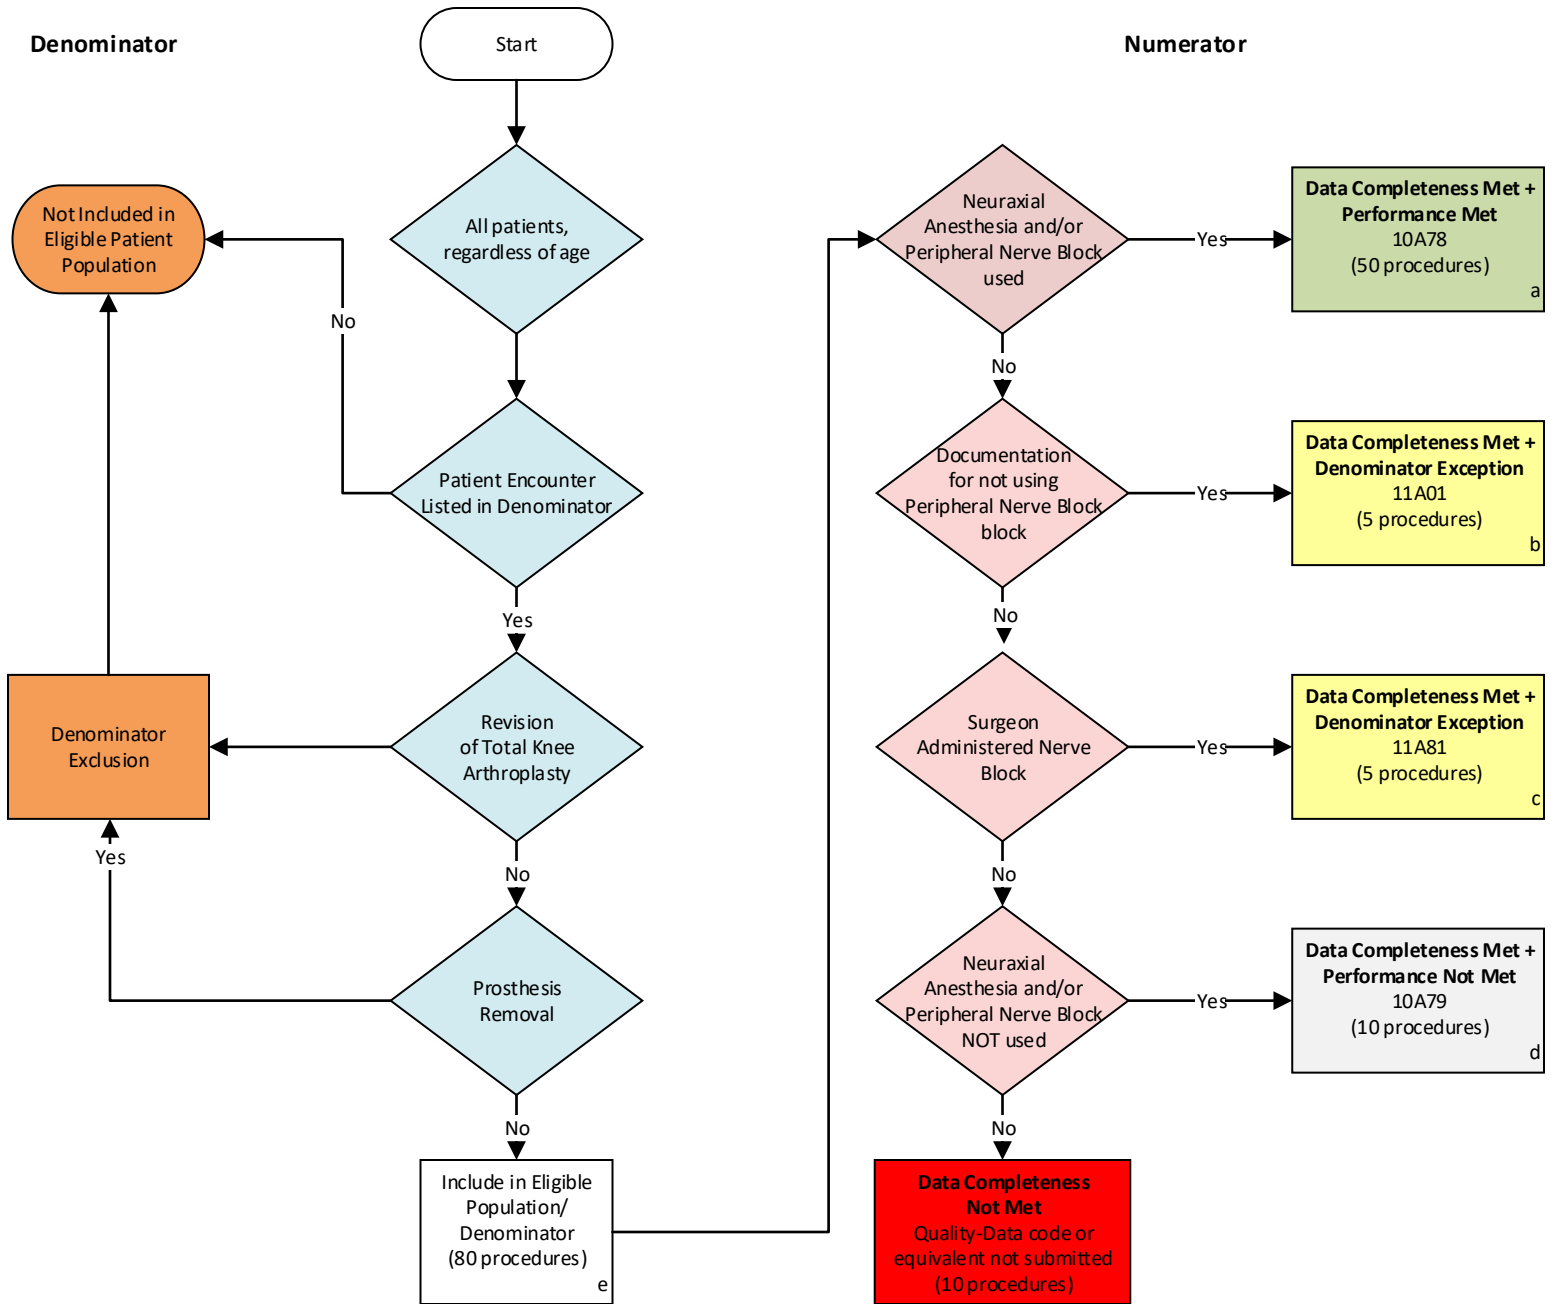 Denominator
Start
Numerator
All patients,
regardless of age
Not Included in
Eligible Patient
Population
No
Patient Encounter
Listed in Denominator
Yes
Revision
of Total Knee
Arthroplasty
Denominator
Exclusion
Yes
No
Prosthesis
Removal
No
Include in Eligible
Population/
Denominator
(80 procedures)
e
Neuraxial
Anesthesia and/or
Peripheral Nerve Block
used
Yes
Data Completeness Met +
Performance Met
10A78
(50 procedures)
a
No
Documentation
for not using
Peripheral Nerve Block
block
Yes
Data Completeness Met +
Denominator Exception
11A01
(5 procedures)
b
No
Surgeon
Administered Nerve
Block
Yes
Data Completeness Met +
Denominator Exception
11A81
(5 procedures)
c
No
Neuraxial
Anesthesia and/or
Peripheral Nerve Block
NOT used
Yes
Data Completeness Met +
Performance Not Met
10A79
(10 procedures)
d
No
Data Completeness
Not Met
Quality-Data code or
equivalent not submitted
(10 procedures)